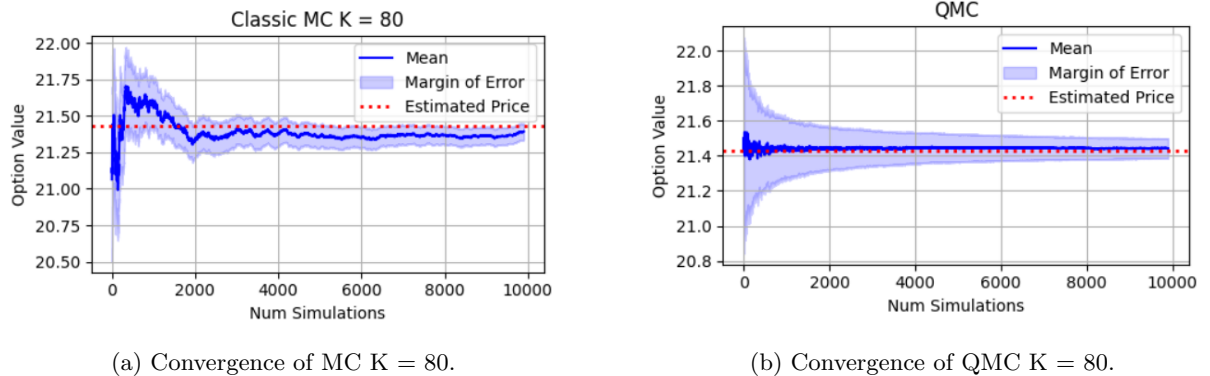 Classic MC K = 80
22.00
21.75
21.50
21.25
21.00
20.75
20.50
Option Value
Mean
Margin of Error
Estimated Price
0
2000
4000
6000
8000
10000
Num Simulations
(a) Convergence of MC K = 80.
QMC
22.0
21.8
21.6
21.4
21.2
21.0
20.8
Option Value
Mean
Margin of Error
Estimated Price
0
2000
4000
6000
8000
10000
Num Simulations
(b) Convergence of QMC K = 80.